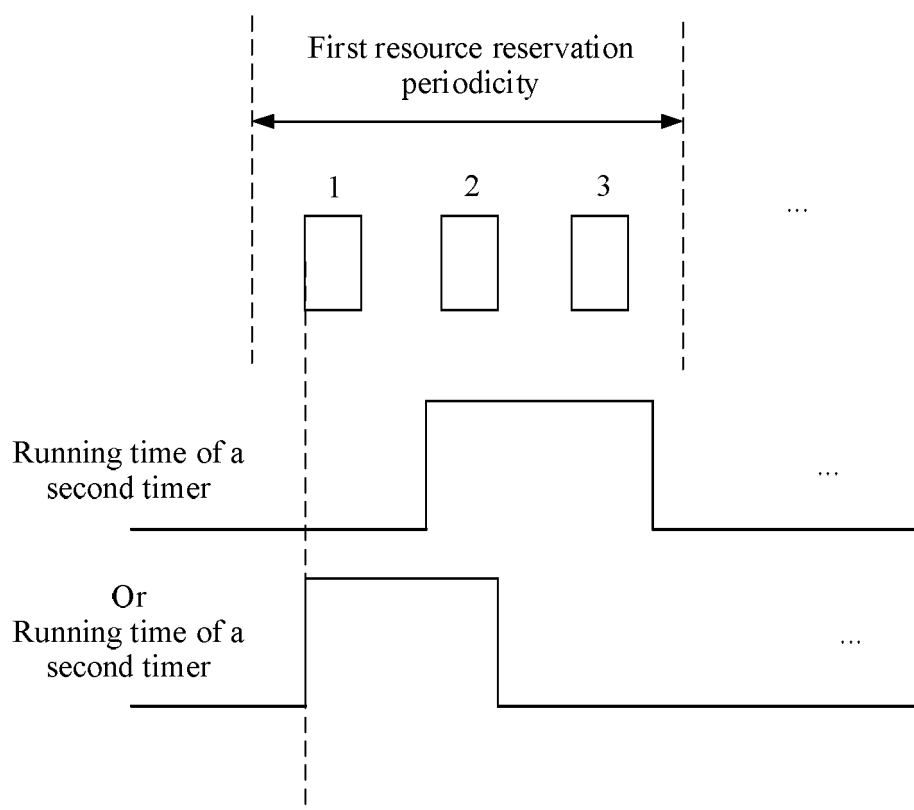 First resource reservation
periodicity
1 2 3
...
Running time of a
second timer
...
Or
Running time of a
second timer
...